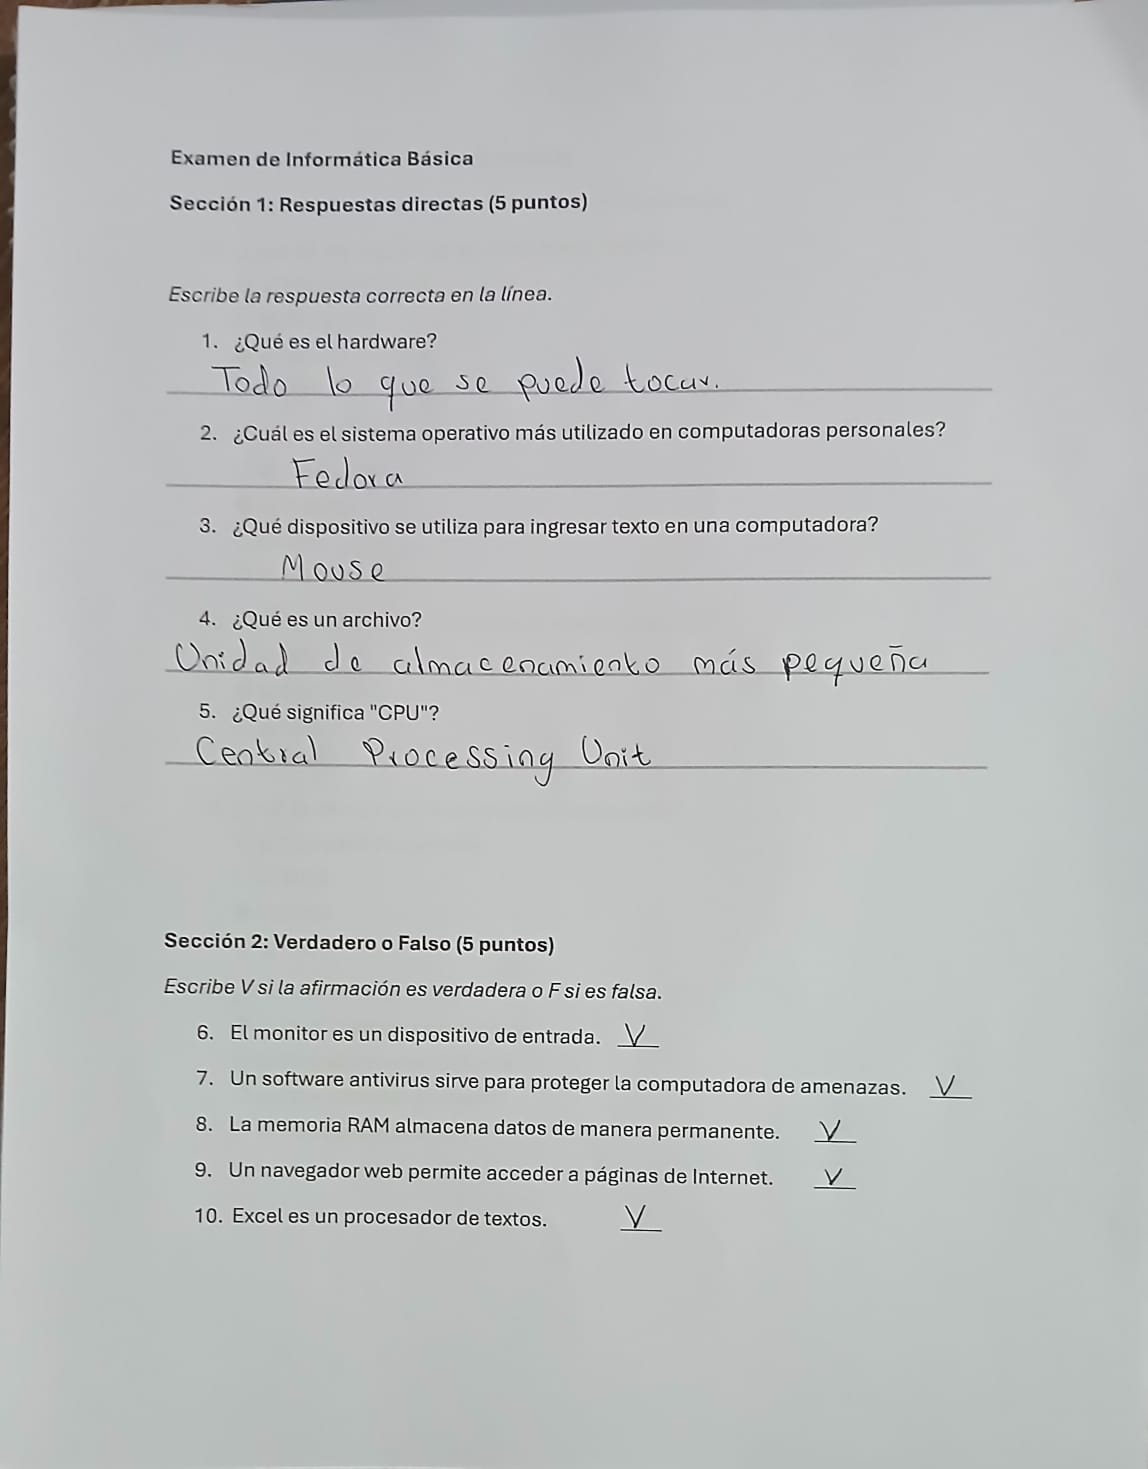 Examen de Informática Básica
Sección 1: Respuestas directas (5 puntos)
Escribe la respuesta correcta en la línea.
1. ¿Qué es el hardware?
Todo lo que se puede tocar.
2. ¿Cuál es el sistema operativo más utilizado en computadoras personales?
Fedora
3. ¿Qué dispositivo se utiliza para ingresar texto en una computadora?
Mouse
4. ¿Qué es un archivo?
Unidad de almacenamiento más pequeña
5. ¿Qué significa "CPU"?
Central Processing Unit
Sección 2: Verdadero o Falso (5 puntos)
Escribe V si la afirmación es verdadera o F si es falsa.
6. El monitor es un dispositivo de entrada. V
7. Un software antivirus sirve para proteger la computadora de amenazas. V
8. La memoria RAM almacena datos de manera permanente. V
9. Un navegador web permite acceder a páginas de Internet. V
10. Excel es un procesador de textos. V